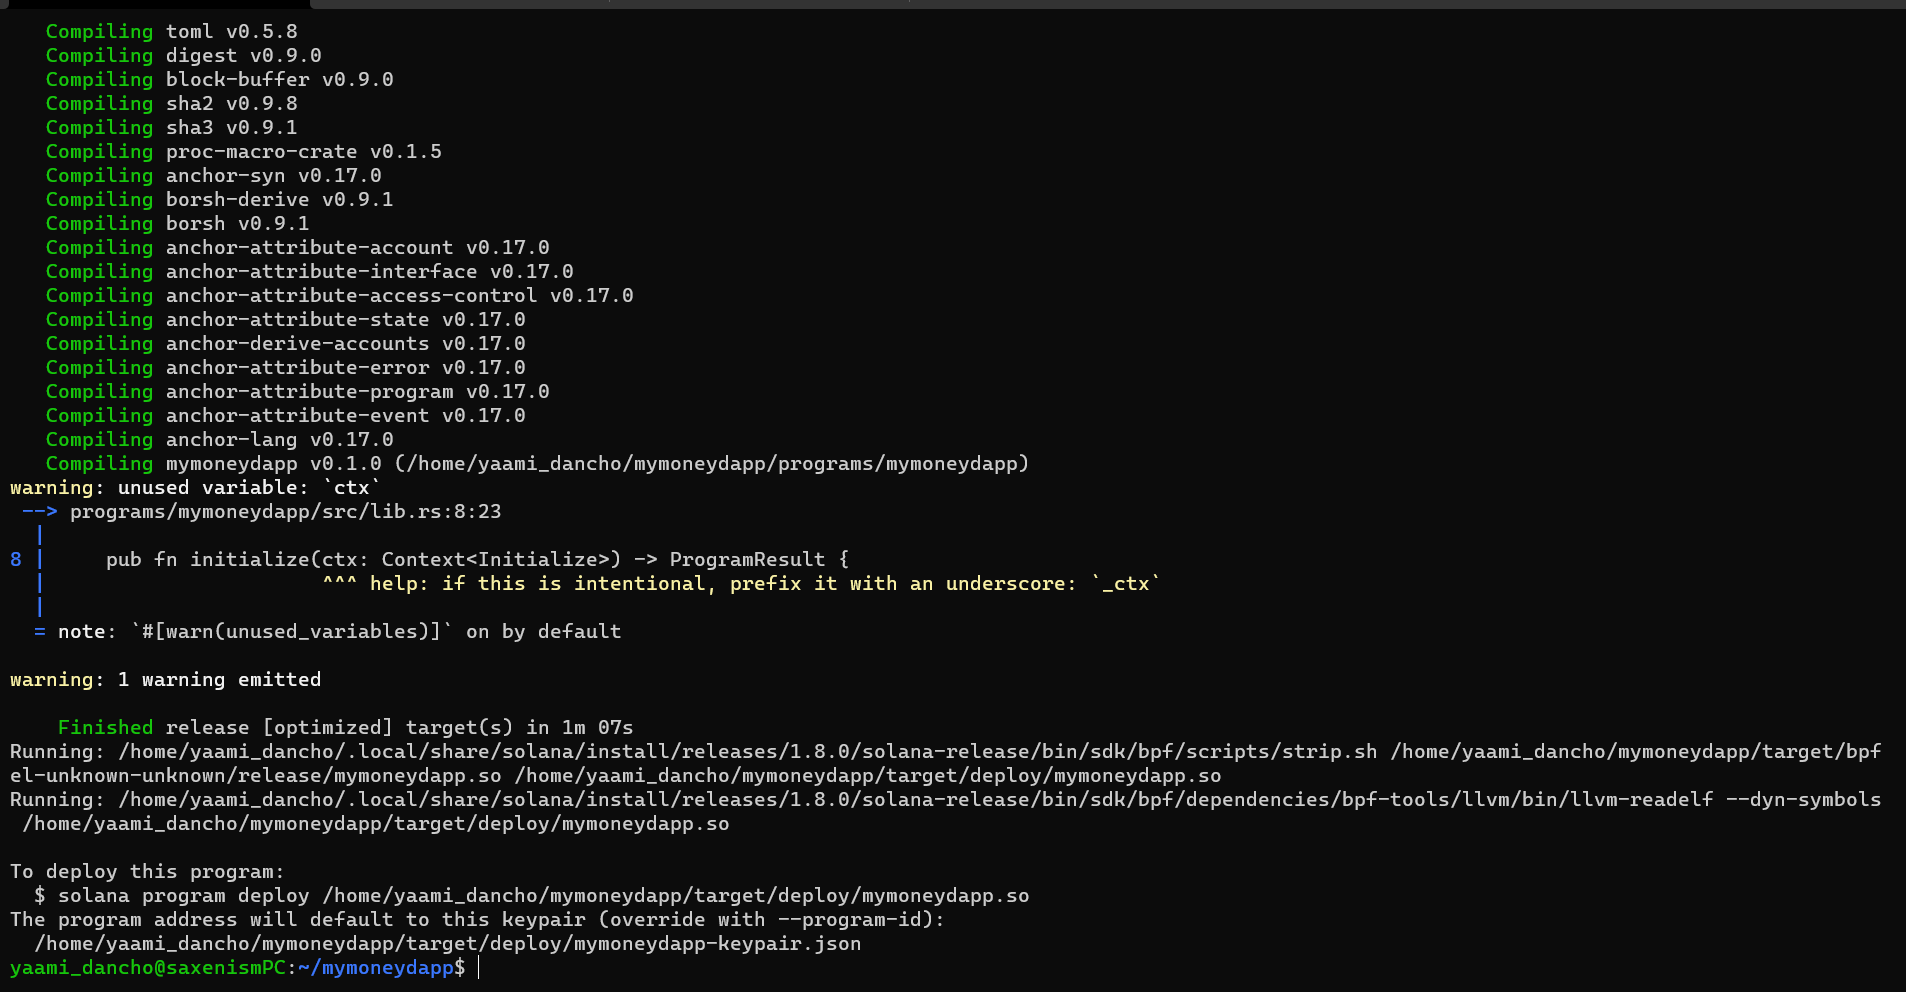 Compiling toml v0.5.8
Compiling digest v0.9.0
Compiling block-buffer v0.9.0
Compiling sha2 v0.9.8
Compiling sha3 v0.9.1
Compiling proc-macro-crate v0.1.5
Compiling anchor-syn v0.17.0
Compiling borsh-derive v0.9.1
Compiling borsh v0.9.1
Compiling anchor-attribute-account v0.17.0
Compiling anchor-attribute-interface v0.17.0
Compiling anchor-attribute-access-control v0.17.0
Compiling anchor-attribute-state v0.17.0
Compiling anchor-derive-accounts v0.17.0
Compiling anchor-attribute-error v0.17.0
Compiling anchor-attribute-program v0.17.0
Compiling anchor-attribute-event v0.17.0
Compiling anchor-lang v0.17.0
Compiling mymoneydapp v0.1.0 (/home/yaami_dancho/mymoneydapp/programs/mymoneydapp)
warning: unused variable: `ctx`
--> programs/mymoneydapp/src/lib.rs:8:23
|
8 |     pub fn initialize(ctx: Context<Initialize>) -> ProgramResult {
|                       ^^^ help: if this is intentional, prefix it with an underscore: `_ctx`
|
= note: `#[warn(unused_variables)]` on by default
warning: 1 warning emitted
Finished release [optimized] target(s) in 1m 07s
Running: /home/yaami_dancho/.local/share/solana/install/releases/1.8.0/solana-release/bin/sdk/bpf/scripts/strip.sh /home/yaami_dancho/mymoneydapp/target/bpf
el-unknown-unknown/release/mymoneydapp.so /home/yaami_dancho/mymoneydapp/target/deploy/mymoneydapp.so
Running: /home/yaami_dancho/.local/share/solana/install/releases/1.8.0/solana-release/bin/sdk/bpf/dependencies/bpf-tools/llvm/bin/llvm-readelf --dyn-symbols
/home/yaami_dancho/mymoneydapp/target/deploy/mymoneydapp.so
To deploy this program:
$ solana program deploy /home/yaami_dancho/mymoneydapp/target/deploy/mymoneydapp.so
The program address will default to this keypair (override with --program-id):
/home/yaami_dancho/mymoneydapp/target/deploy/mymoneydapp-keypair.json
yaami_dancho@saxenismPC:~/mymoneydapp$